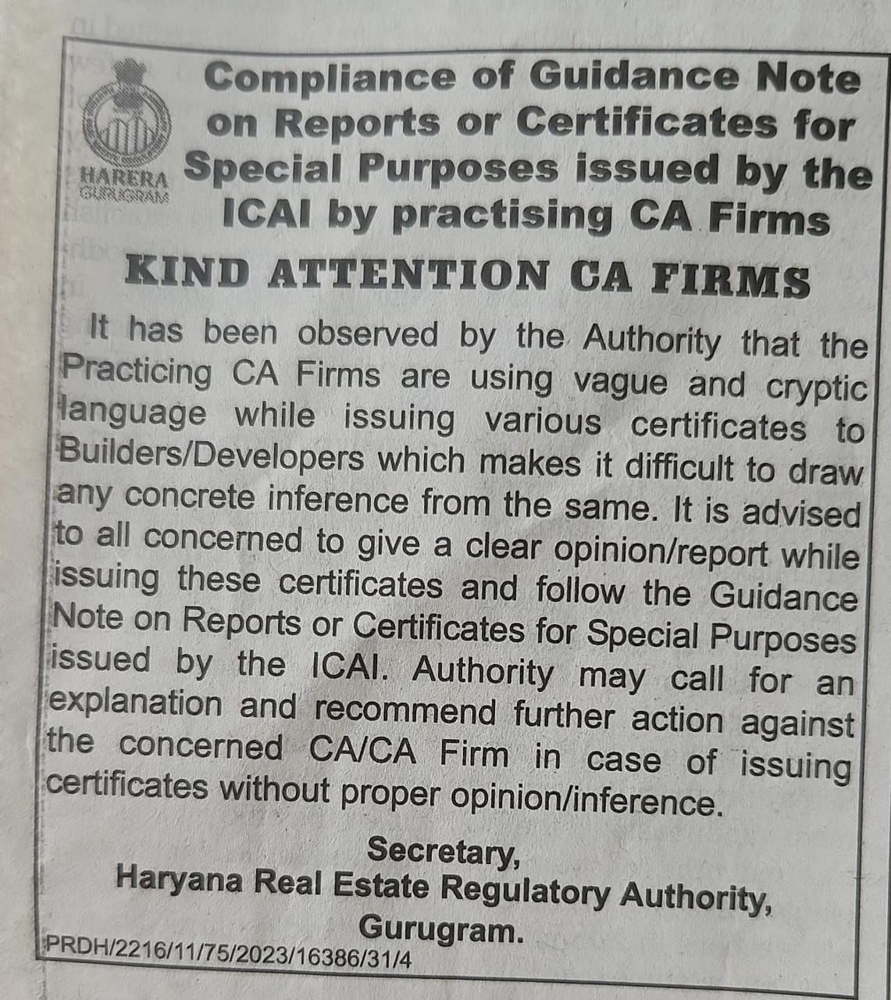 HARERA
GURUGRAM
Compliance of Guidance Note
on Reports or Certificates for
Special Purposes issued by the
ICAI by practising CA Firms
KIND ATTENTION CA FIRMS
It has been observed by the Authority that the
Practicing CA Firms are using vague and cryptic
language while issuing various certificates to
Builders/Developers which makes it difficult to draw
any concrete inference from the same. It is advised
to all concerned to give a clear opinion/report while
issuing these certificates and follow the Guidance
Note on Reports or Certificates for Special Purposes
issued by the ICAI. Authority may call for an
explanation and recommend further action against
the concerned CA/CA Firm in case of issuing
certificates without proper opinion/inference.
Secretary,
Haryana Real Estate Regulatory Authority,
Gurugram.
PRDH/2216/11/75/2023/16386/31/4